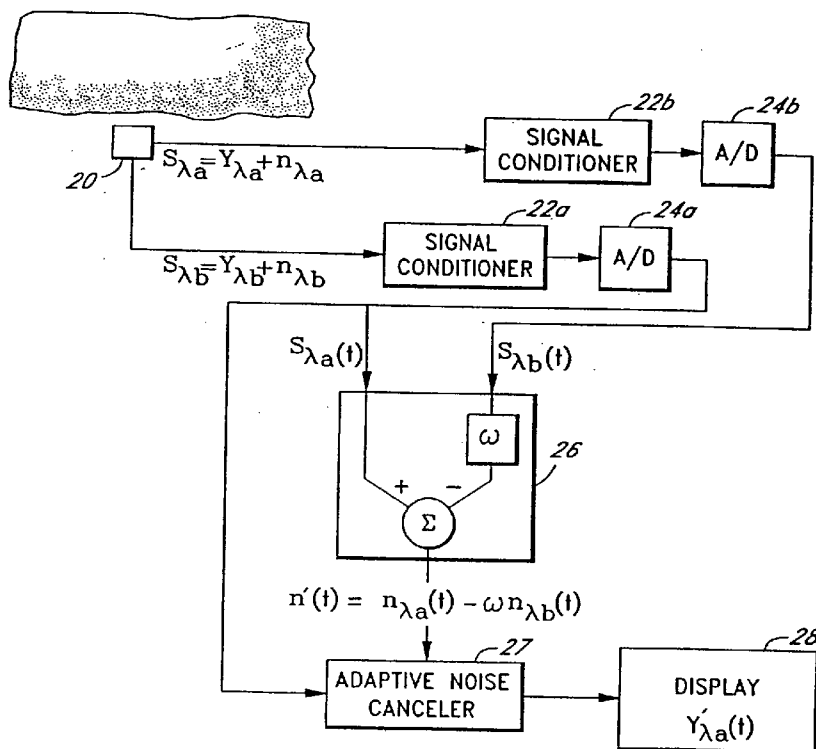 22b
24b
SIGNAL
CONDITIONER
A/D
20
Sλa=Yλa+nλa
22a
24a
SIGNAL
CONDITIONER
A/D
Sλb=Yλb+nλb
Sλa(t)
Sλb(t)
ω
26
+
−
Σ
n′(t) = nλa(t) − ωnλb(t)
27
28
ADAPTIVE NOISE
CANCELER
DISPLAY
Y′λa(t)